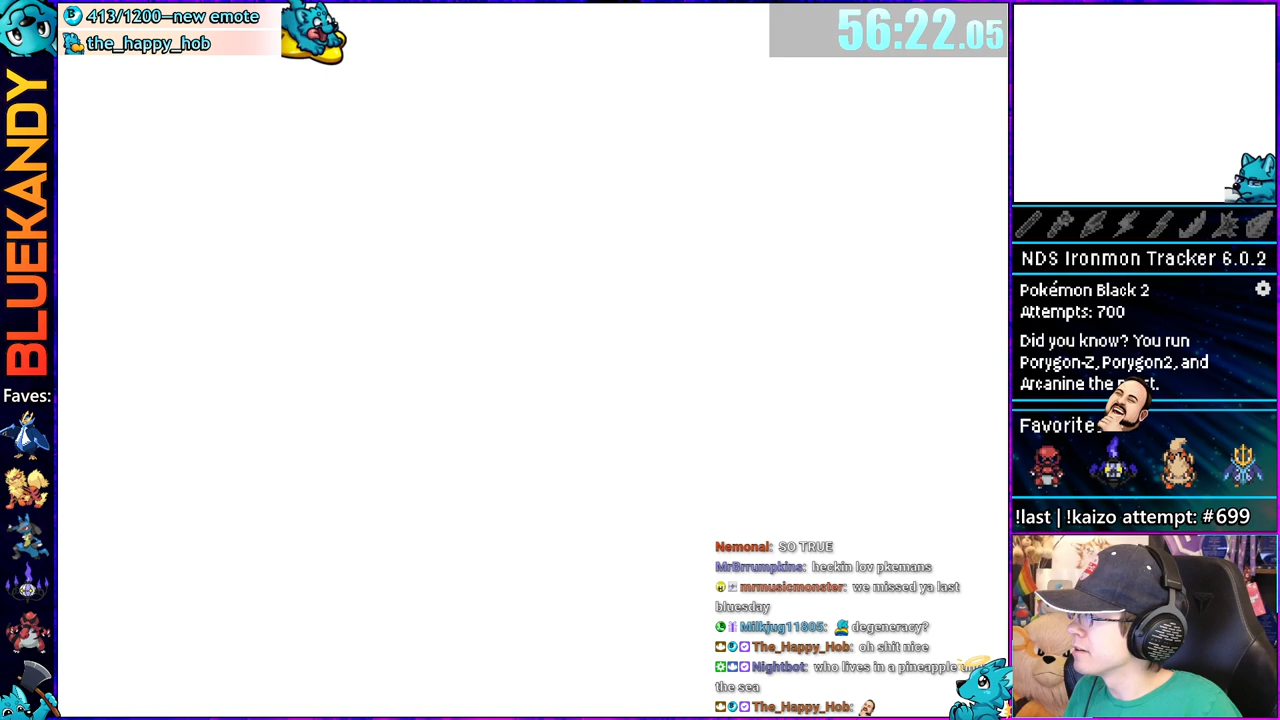 413/1200--new emote
the_happy_hob
56:22.05
BLUEKANDY
Faves:
NDS Ironmon Tracker 6.0.2
Pokémon Black 2
Attempts: 700
Did you know? You run
Porygon-Z, Porygon2, and
Arcanine the
Favorite
!last | !kaizo attempt: #699
Nemonal: SO TRUE
MrBrrumpkins: heckin lov pkemans
mrmusicmonster: we missed ya last
bluesday
Milkjug11805: degeneracy?
The_Happy_Hob: oh shit nice
Nightbot: who lives in a pineapple
the sea
The_Happy_Hob: